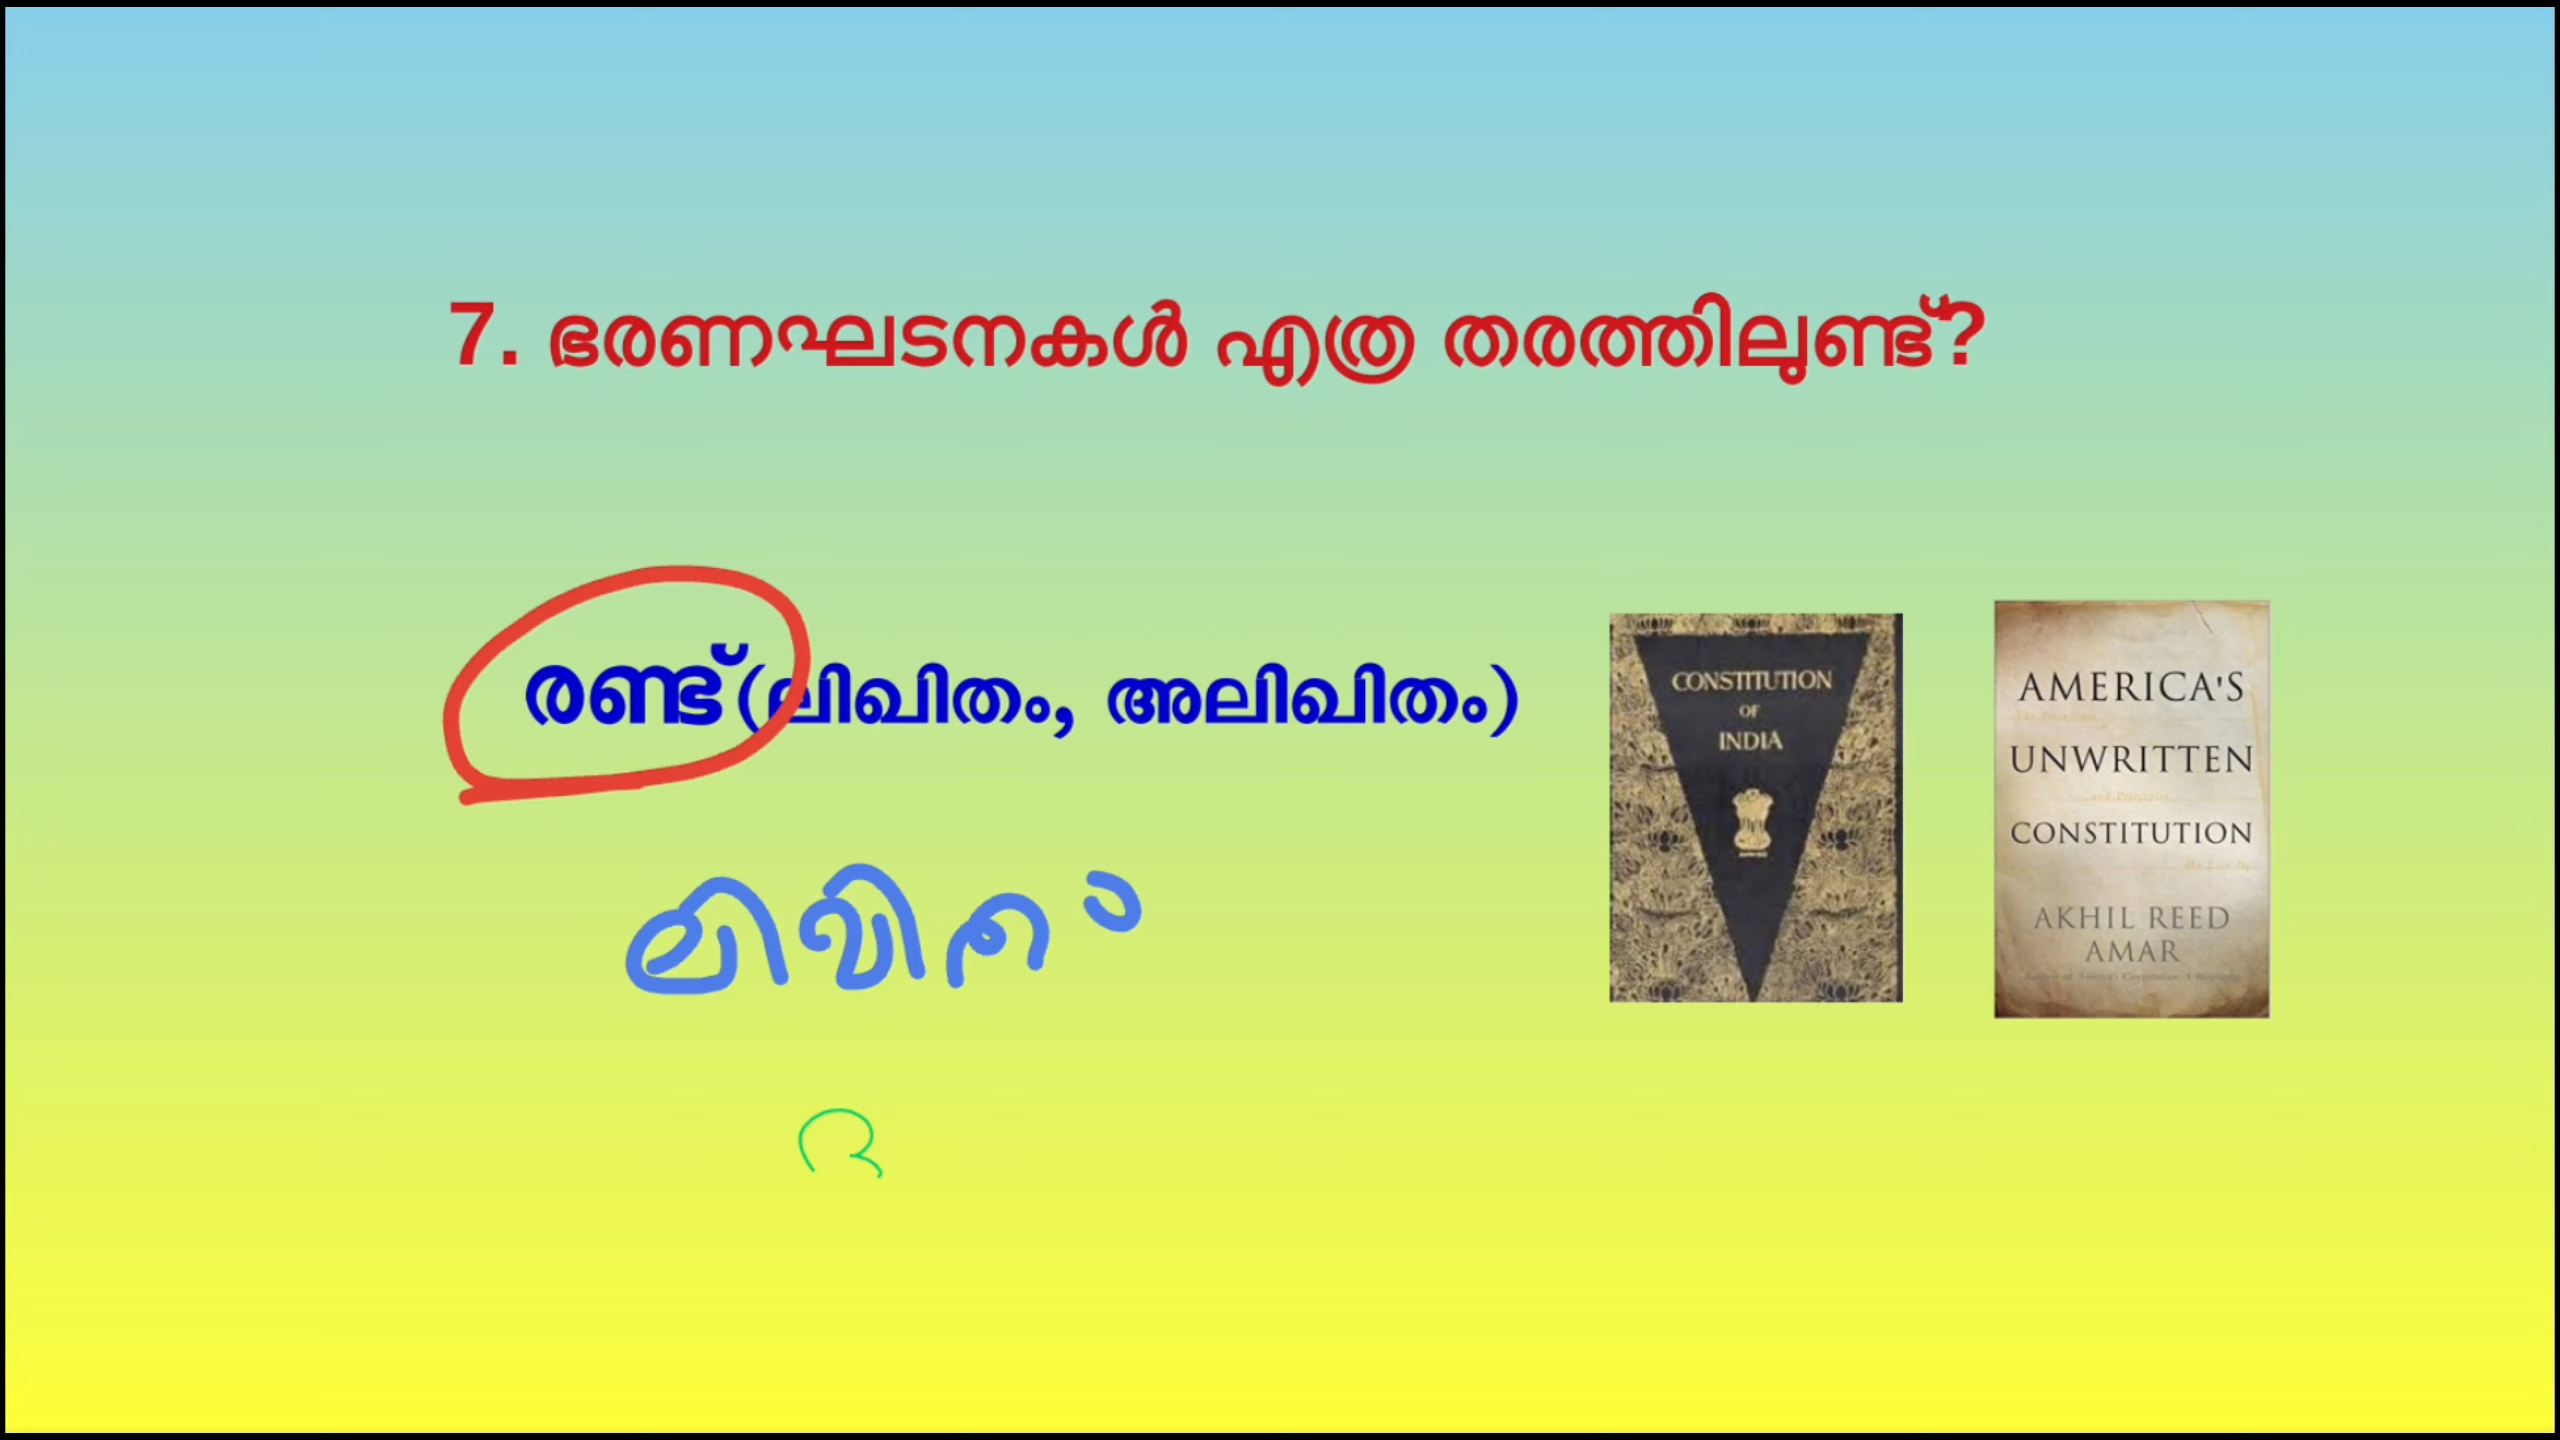 7. ഭരണഘടനകൾ എത്ര തരത്തിലുണ്ട്?
രണ്ട് (ലിഖിതം, അലിഖിതം)
ലിഖിതം
CONSTITUTION
OF
INDIA
AMERICA'S
UNWRITTEN
CONSTITUTION
AKHIL REED
AMAR